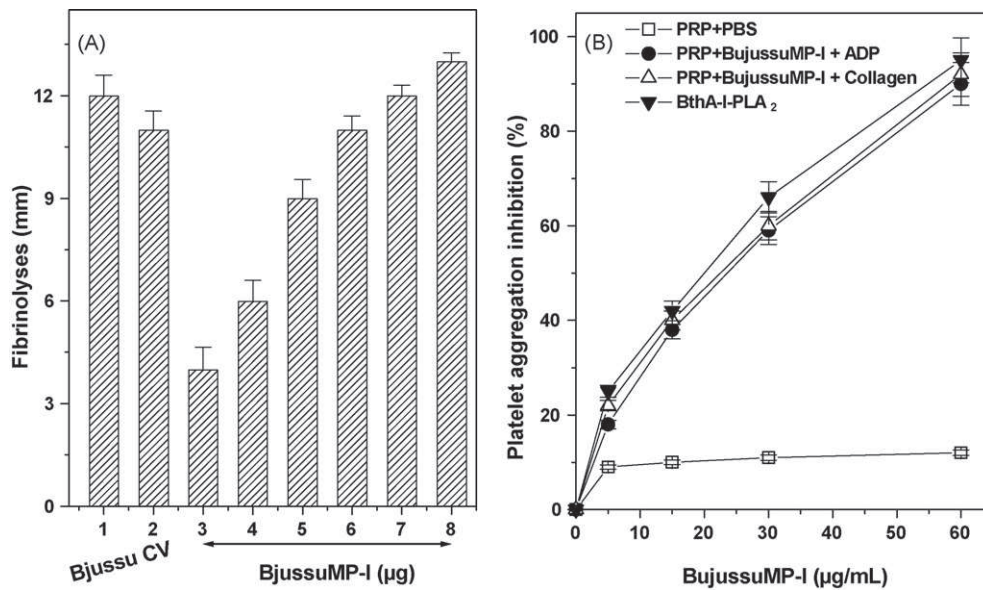 (A)
Fibrinolyses (mm)
12
9
6
3
0
1 2 3 4 5 6 7 8
Bjussu CV
BjussuMP-I (µg)
(B)
PRP+PBS
PRP+BujussuMP-I + ADP
PRP+BujussuMP-I + Collagen
BthA-I-PLA 2
Platelet aggregation inhibition (%)
100
80
60
40
20
0
0 10 20 30 40 50 60
BujussuMP-I (µg/mL)